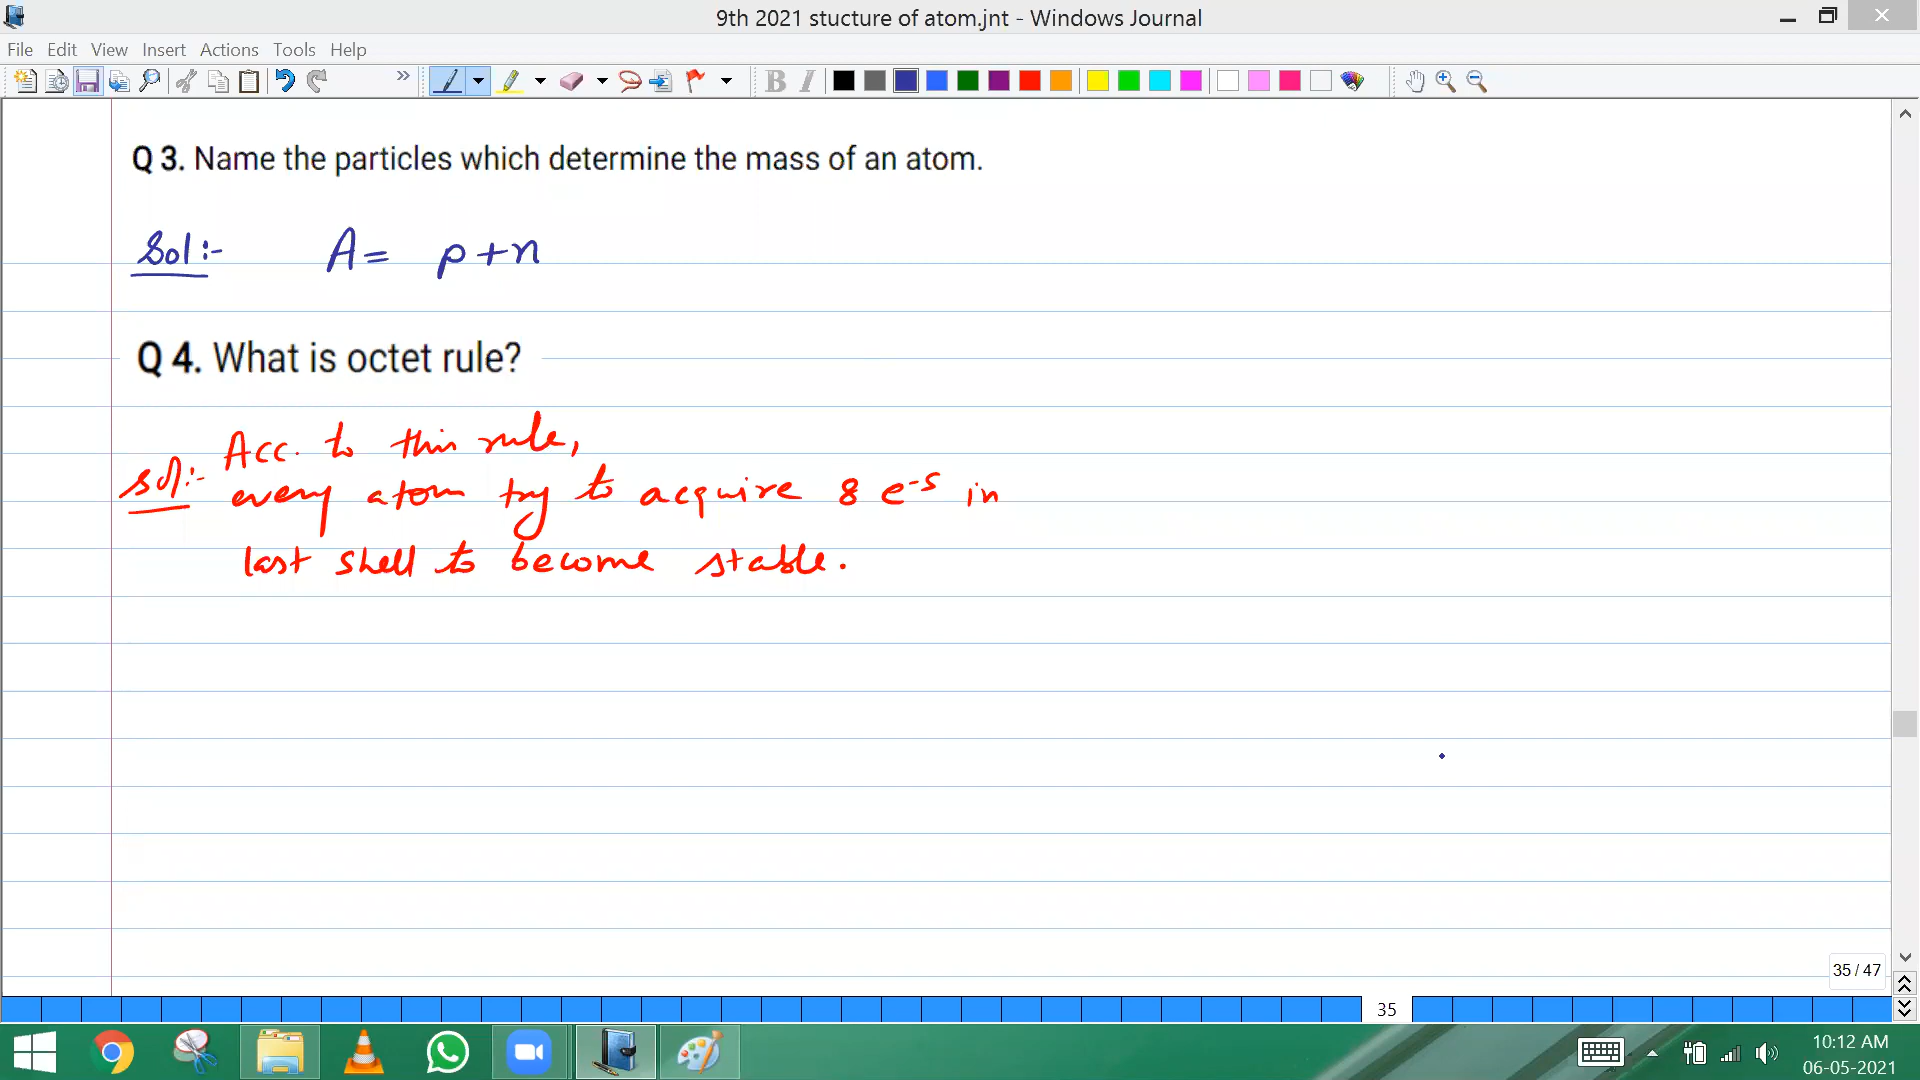 9th 2021 stucture of atom.jnt - Windows Journal
File Edit View Insert Actions Tools Help
Q 3. Name the particles which determine the mass of an atom.
Sol:- A = p+n
Q 4. What is octet rule?
Sol:- Acc. to this rule,
every atom try to acquire 8 e-s in
last shell to become stable.
35 / 47
35
10:12 AM
06-05-2021